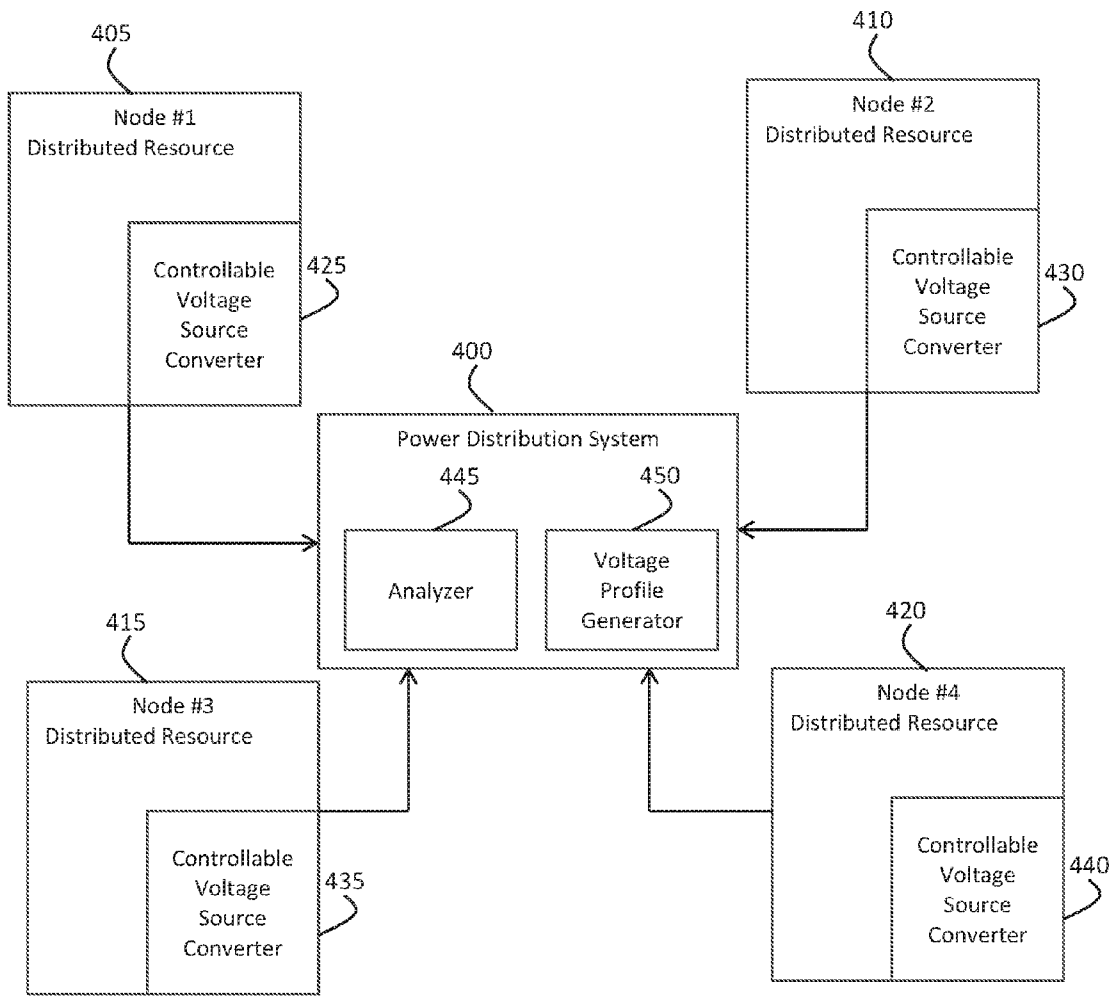 405
Node #1
Distributed Resource
Controllable
Voltage
Source
Converter
425
410
Node #2
Distributed Resource
Controllable
Voltage
Source
Converter
430
400
Power Distribution System
445
Analyzer
450
Voltage
Profile
Generator
415
Node #3
Distributed Resource
Controllable
Voltage
Source
Converter
435
420
Node #4
Distributed Resource
Controllable
Voltage
Source
Converter
440